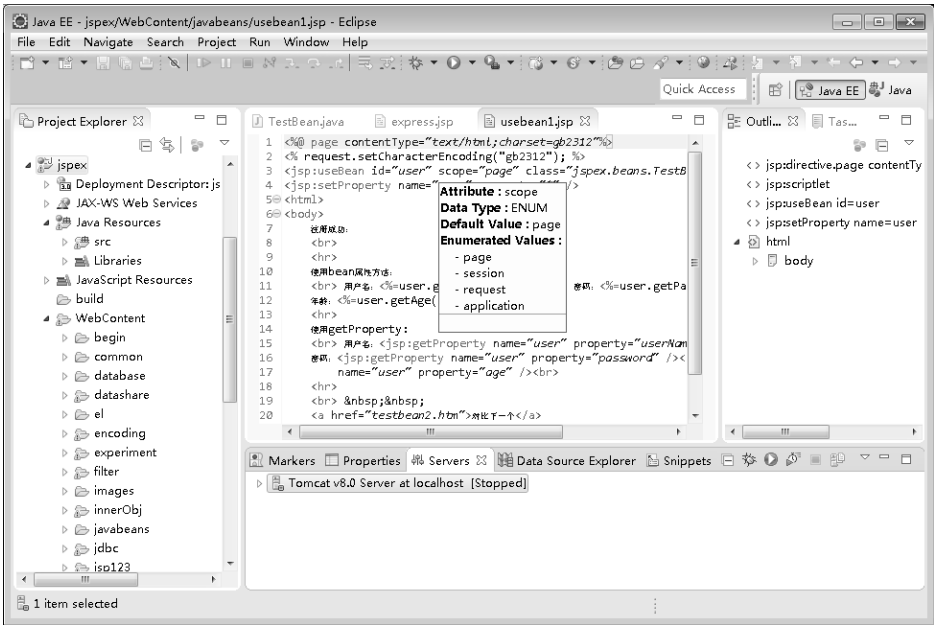 Java EE - jspex/WebContent/javabeans/usebean1.jsp - Eclipse
File Edit Navigate Search Project Run Window Help
Quick Access
Java EE
Java
Project Explorer
jspex
Deployment Descriptor: js
JAX-WS Web Services
Java Resources
src
Libraries
JavaScript Resources
build
WebContent
begin
common
database
datashare
el
encoding
experiment
filter
images
innerObj
javabeans
jdbc
jsp123
TestBean.java
express.jsp
usebean1.jsp
1 <%@ page contentType="text/html;charset=gb2312"%>
2 <% request.setCharacterEncoding("gb2312"); %>
3 <jsp:useBean id="user" scope="page" class="jspex.beans.TestB
4 <jsp:setProperty name= />
5 <html>
6 <body>
7 注册成功:
8 <br>
9 <hr>
10 使用bean属性方法:
11 <br> 用户名: <%=user.g 密码: <%=user.getPa
12 年龄: <%=user.getAge(
13 <hr>
14 使用getProperty:
15 <br> 用户名: <jsp:getProperty name="user" property="userNam
16 密码: <jsp:getProperty name="user" property="password" /><
17 name="user" property="age" /><br>
18 <hr>
19 <br> &nbsp;&nbsp;
20 <a href="testbean2.htm">对比下一个</a>
Attribute : scope
Data Type : ENUM
Default Value : page
Enumerated Values :
- page
- session
- request
- application
Outli...
Tas...
jsp:directive.page contentTy
jsp:scriptlet
jsp:useBean id=user
jsp:setProperty name=user
html
body
Markers
Properties
Servers
Data Source Explorer
Snippets
Tomcat v8.0 Server at localhost [Stopped]
1 item selected